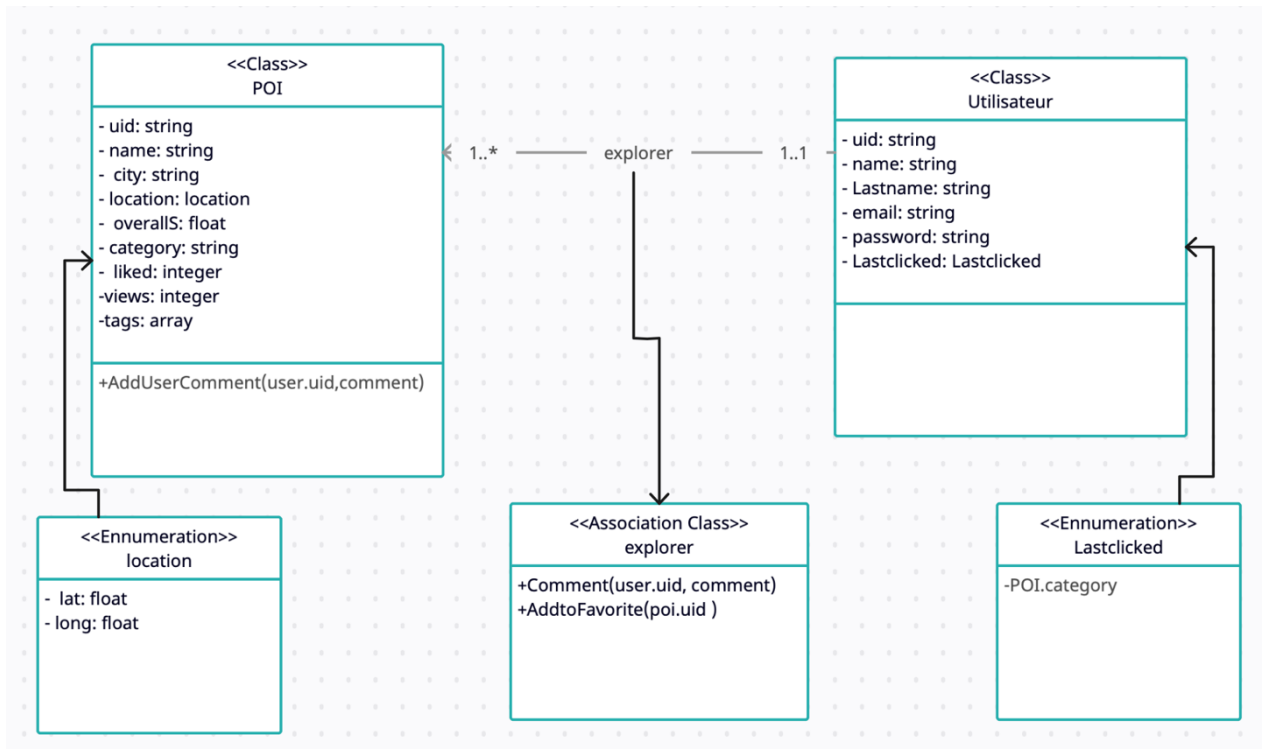 <<Class>>
POI
- uid: string
- name: string
-  city: string
- location: location
-  overallS: float
- category: string
-  liked: integer
-views: integer
-tags: array
+AddUserComment(user.uid,comment)
1..*
explorer
1..1
<<Class>>
Utilisateur
- uid: string
- name: string
- Lastname: string
- email: string
- password: string
- Lastclicked: Lastclicked
<<Ennumeration>>
location
-  lat: float
- long: float
<<Association Class>>
explorer
+Comment(user.uid, comment)
+AddtoFavorite(poi.uid )
<<Ennumeration>>
Lastclicked
-POI.category